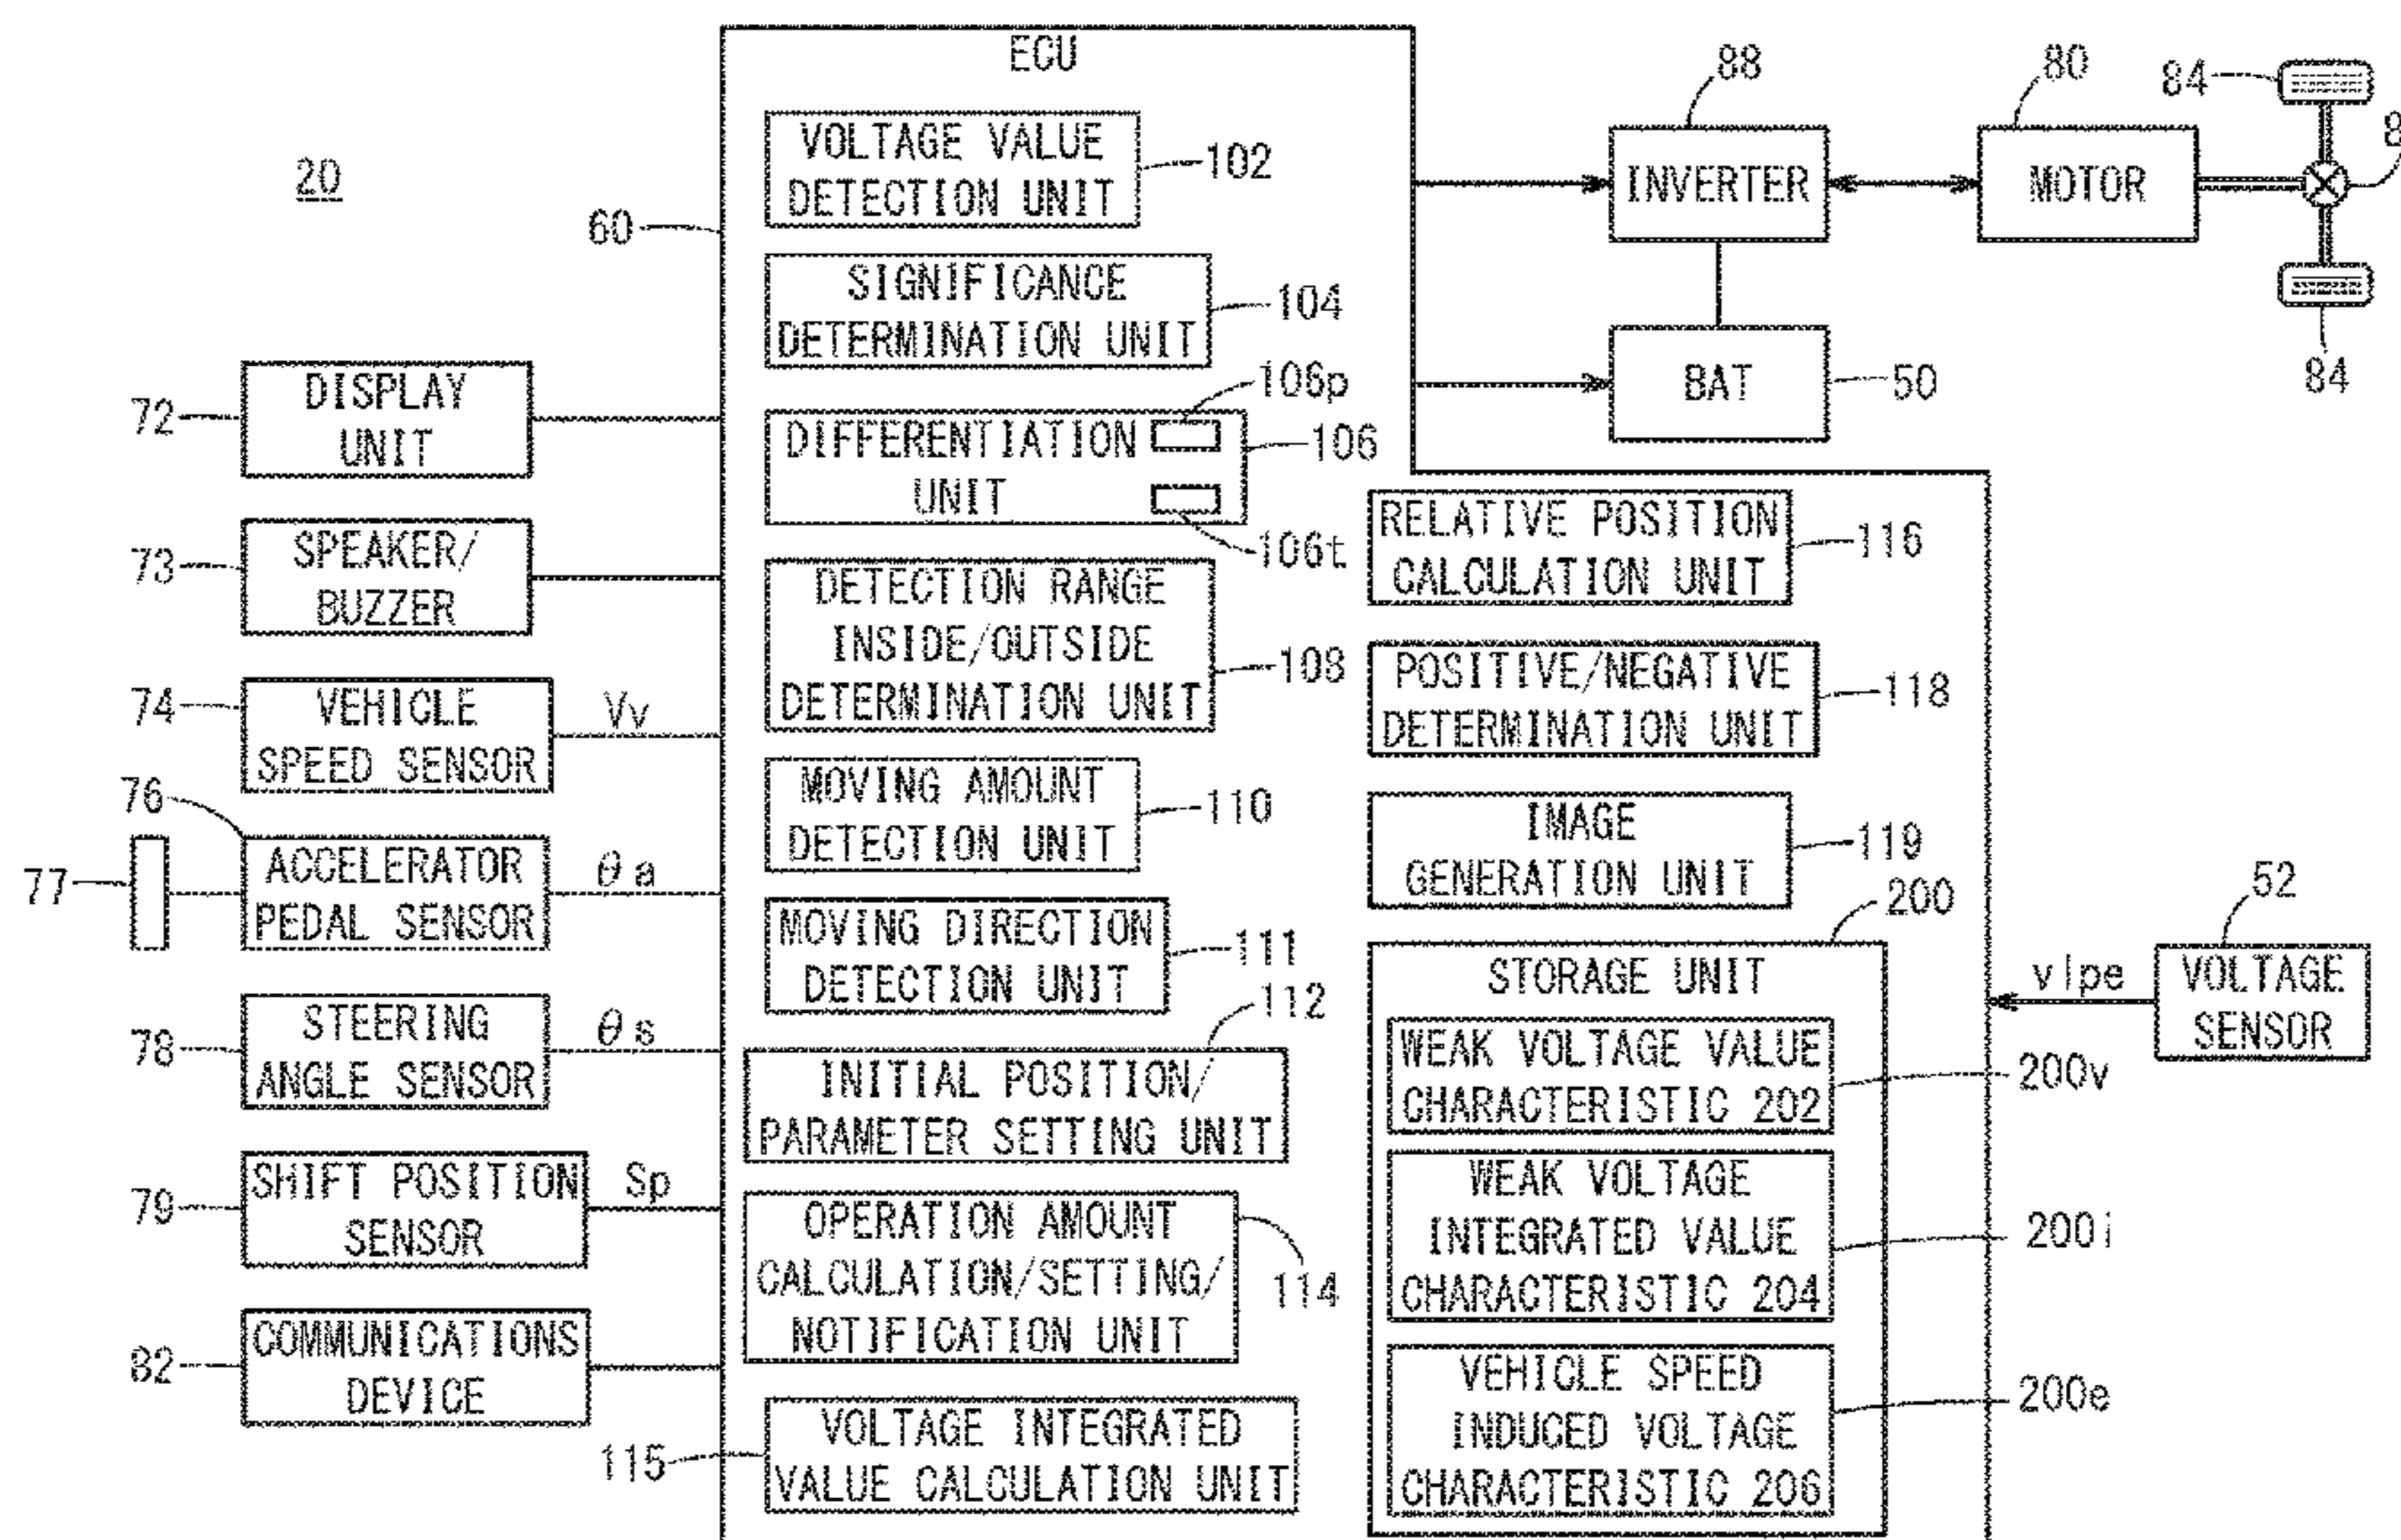 20
ECU
60
VOLTAGE VALUE
DETECTION UNIT
102
SIGNIFICANCE
DETERMINATION UNIT
104
DIFFERENTIATION
UNIT
106p
106
106t
DETECTION RANGE
INSIDE/OUTSIDE
DETERMINATION UNIT
108
MOVING AMOUNT
DETECTION UNIT
110
MOVING DIRECTION
DETECTION UNIT
111
112
INITIAL POSITION/
PARAMETER SETTING UNIT
OPERATION AMOUNT
CALCULATION/SETTING/
NOTIFICATION UNIT
114
115
VOLTAGE INTEGRATED
VALUE CALCULATION UNIT
72
DISPLAY
UNIT
73
SPEAKER/
BUZZER
74
VEHICLE
SPEED SENSOR
Vv
76
77
ACCELERATOR
PEDAL SENSOR
θa
78
STEERING
ANGLE SENSOR
θs
79
SHIFT POSITION
SENSOR
Sp
82
COMMUNICATIONS
DEVICE
88
INVERTER
80
MOTOR
84
84
BAT
50
RELATIVE POSITION
CALCULATION UNIT
116
POSITIVE/NEGATIVE
DETERMINATION UNIT
118
IMAGE
GENERATION UNIT
119
200
STORAGE UNIT
WEAK VOLTAGE VALUE
CHARACTERISTIC 202
200v
WEAK VOLTAGE
INTEGRATED VALUE
CHARACTERISTIC 204
200i
VEHICLE SPEED
INDUCED VOLTAGE
CHARACTERISTIC 206
200e
vlpe
52
VOLTAGE
SENSOR